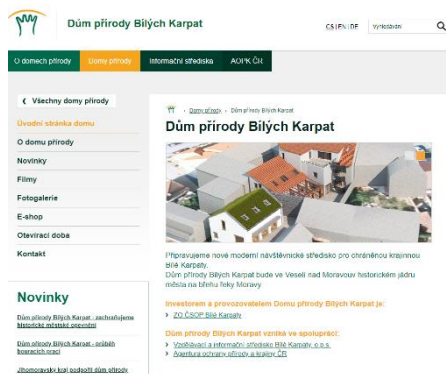 Dům přírody Bílých Karpat
CS|EN|DE
Vyhledávání
O domech přírody Domy přírody Informační střediska AOPK ČR
Všechny domy přírody
Úvodní stránka domu
O domu přírody
Novinky
Filmy
Fotogalerie
E-shop
Otevírací doba
Kontakt
Novinky
Dům přírody Bílých Karpat - zachraňujeme
historické městské opevnění
Dům přírody Bílých Karpat - průběh
bouracích prací
Jihomoravský kraj podpořil dům přírody
› Domy přírody › Dům přírody Bílých Karpat
Dům přírody Bílých Karpat
Připravujeme nové moderní návštěvnické středisko pro chráněnou krajinnou
Bílé Karpaty.
Dům přírody Bílých Karpat bude ve Veselí nad Moravouv historickém jádru
města na břehu řeky Moravy.
Investorem a provozovatelem Domu přírody Bílých Karpat je:
› ZO ČSOP Bílé Karpaty
Dům přírody Bílých Karpat vzniká ve spolupráci:
› Vzdělávací a informační středisko Bílé Karpaty, o.p.s.
› Agentura ochrany přírody a krajiny ČR